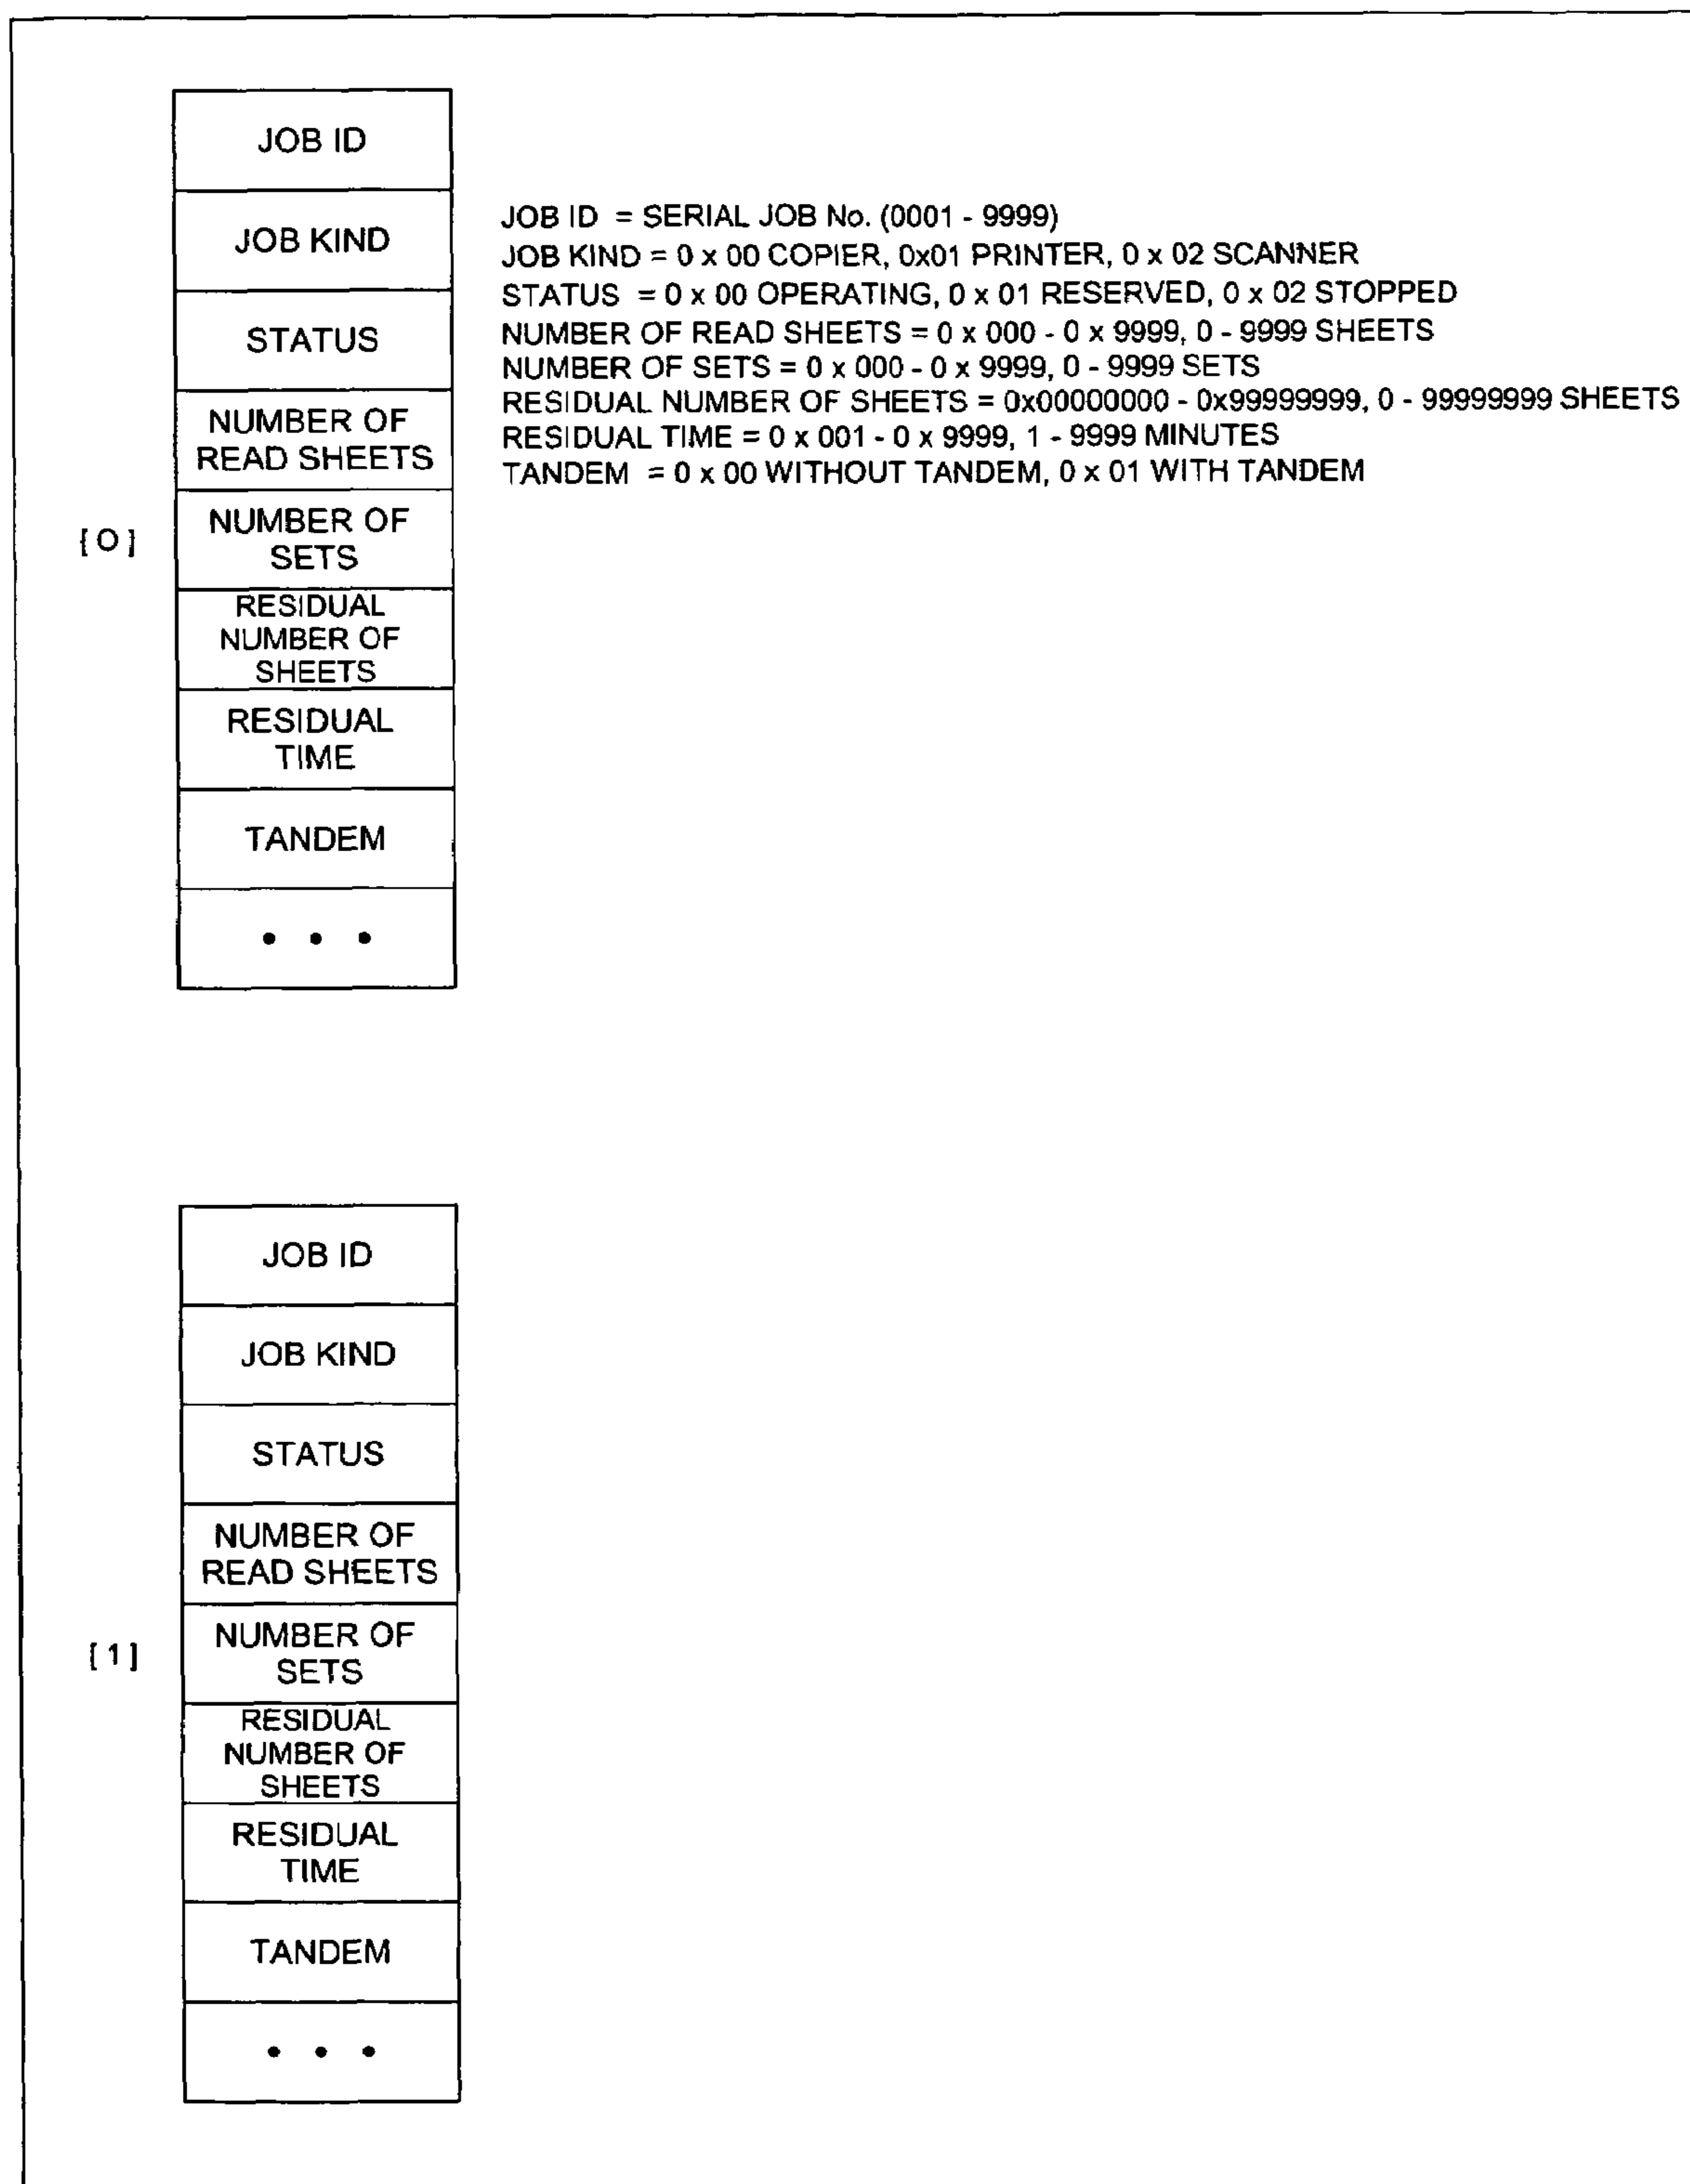 JOB ID
JOB KIND
STATUS
NUMBER OF
READ SHEETS
[0]
NUMBER OF
SETS
RESIDUAL
NUMBER OF
SHEETS
RESIDUAL
TIME
TANDEM
• • •
JOB ID = SERIAL JOB No. (0001 - 9999)
JOB KIND = 0 x 00 COPIER, 0x01 PRINTER, 0 x 02 SCANNER
STATUS = 0 x 00 OPERATING, 0 x 01 RESERVED, 0 x 02 STOPPED
NUMBER OF READ SHEETS = 0 x 000 - 0 x 9999, 0 - 9999 SHEETS
NUMBER OF SETS = 0 x 000 - 0 x 9999, 0 - 9999 SETS
RESIDUAL NUMBER OF SHEETS = 0x00000000 - 0x99999999, 0 - 99999999 SHEETS
RESIDUAL TIME = 0 x 001 - 0 x 9999, 1 - 9999 MINUTES
TANDEM = 0 x 00 WITHOUT TANDEM, 0 x 01 WITH TANDEM
JOB ID
JOB KIND
STATUS
NUMBER OF
READ SHEETS
[1]
NUMBER OF
SETS
RESIDUAL
NUMBER OF
SHEETS
RESIDUAL
TIME
TANDEM
• • •